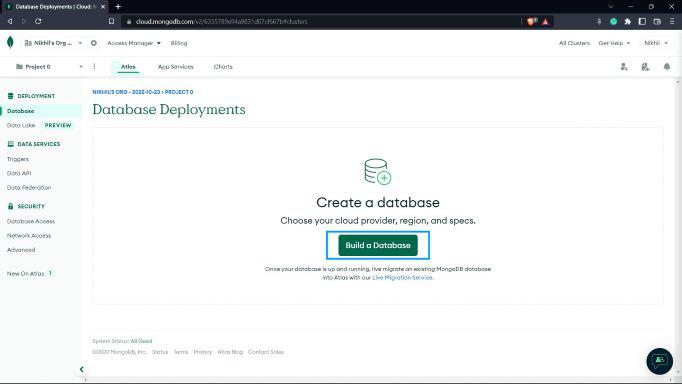 Database Deployments | Cloud: M
cloud.mongodb.com/v2/6355789e94a9831d07cf667b#clusters
Nikhil's Org ...
Access Manager
Billing
All Clusters
Get Help
Nikhil
Project 0
Atlas
App Services
Charts
DEPLOYMENT
Database
Data Lake
PREVIEW
DATA SERVICES
Triggers
Data API
Data Federation
SECURITY
Database Access
Network Access
Advanced
New On Atlas 1
NIKHIL'S ORG - 2022-10-23 > PROJECT 0
Database Deployments
Create a database
Choose your cloud provider, region, and specs.
Build a Database
Once your database is up and running, live migrate an existing MongoDB database
into Atlas with our Live Migration Service.
System Status: All Good
©2022 MongoDB, Inc.
Status
Terms
Privacy
Atlas Blog
Contact Sales